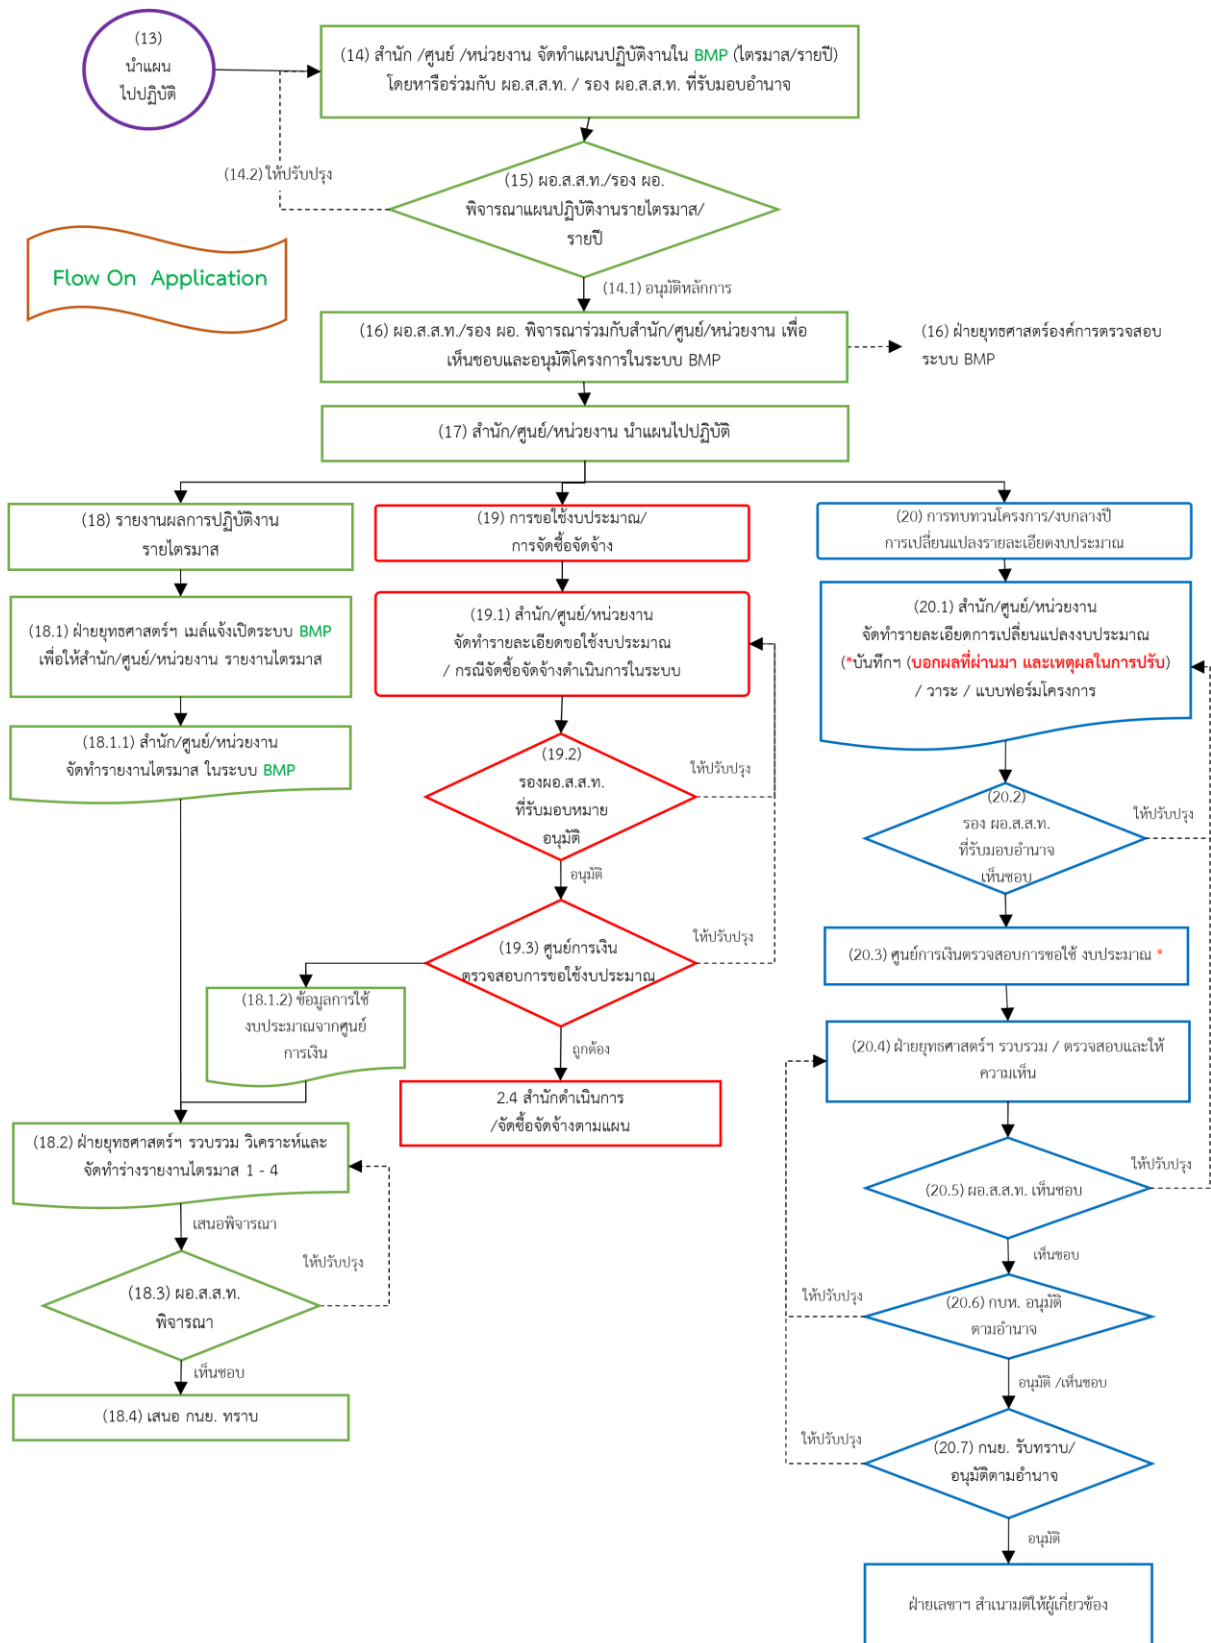 (13)
นำแผน
ไปปฏิบัติ
(14) สำนัก /ศูนย์ /หน่วยงาน จัดทำแผนปฏิบัติงานใน BMP (ไตรมาส/รายปี)
โดยหารือร่วมกับ ผอ.ส.ส.ท. / รอง ผอ.ส.ส.ท. ที่รับมอบอำนาจ
(14.2) ให้ปรับปรุง
(15) ผอ.ส.ส.ท./รอง ผอ.
พิจารณาแผนปฏิบัติงานรายไตรมาส/
รายปี
Flow On Application
(14.1) อนุมัติหลักการ
(16) ผอ.ส.ส.ท./รอง ผอ. พิจารณาร่วมกับสำนัก/ศูนย์/หน่วยงาน เพื่อ
เห็นชอบและอนุมัติโครงการในระบบ BMP
(16) ฝ่ายยุทธศาสตร์องค์การตรวจสอบ
ระบบ BMP
(17) สำนัก/ศูนย์/หน่วยงาน นำแผนไปปฏิบัติ
(18) รายงานผลการปฏิบัติงาน
รายไตรมาส
(18.1) ฝ่ายยุทธศาสตร์ฯ เมล์แจ้งเปิดระบบ BMP
เพื่อให้สำนัก/ศูนย์/หน่วยงาน รายงานไตรมาส
(18.1.1) สำนัก/ศูนย์/หน่วยงาน
จัดทำรายงานไตรมาส ในระบบ BMP
(18.1.2) ข้อมูลการใช้
งบประมาณจากศูนย์
การเงิน
(18.2) ฝ่ายยุทธศาสตร์ฯ รวบรวม วิเคราะห์และ
จัดทำร่างรายงานไตรมาส 1 - 4
เสนอพิจารณา
ให้ปรับปรุง
(18.3) ผอ.ส.ส.ท.
พิจารณา
เห็นชอบ
(18.4) เสนอ กนย. ทราบ
(19) การขอใช้งบประมาณ/
การจัดซื้อจัดจ้าง
(19.1) สำนัก/ศูนย์/หน่วยงาน
จัดทำรายละเอียดขอใช้งบประมาณ
/ กรณีจัดซื้อจัดจ้างดำเนินการในระบบ
(19.2)
รองผอ.ส.ส.ท.
ที่รับมอบหมาย
อนุมัติ
ให้ปรับปรุง
อนุมัติ
(19.3) ศูนย์การเงิน
ตรวจสอบการขอใช้งบประมาณ
ให้ปรับปรุง
ถูกต้อง
2.4 สำนักดำเนินการ
/จัดซื้อจัดจ้างตามแผน
(20) การทบทวนโครงการ/งบกลางปี
การเปลี่ยนแปลงรายละเอียดงบประมาณ
(20.1) สำนัก/ศูนย์/หน่วยงาน
จัดทำรายละเอียดการเปลี่ยนแปลงงบประมาณ
(*บันทึกฯ (บอกผลที่ผ่านมา และเหตุผลในการปรับ)
/ วาระ / แบบฟอร์มโครงการ
(20.2)
รอง ผอ.ส.ส.ท.
ที่รับมอบอำนาจ
เห็นชอบ
ให้ปรับปรุง
(20.3) ศูนย์การเงินตรวจสอบการขอใช้ งบประมาณ *
(20.4) ฝ่ายยุทธศาสตร์ฯ รวบรวม / ตรวจสอบและให้
ความเห็น
(20.5) ผอ.ส.ส.ท. เห็นชอบ
ให้ปรับปรุง
เห็นชอบ
(20.6) กบห. อนุมัติ
ตามอำนาจ
ให้ปรับปรุง
อนุมัติ /เห็นชอบ
(20.7) กนย. รับทราบ/
อนุมัติตามอำนาจ
ให้ปรับปรุง
อนุมัติ
ฝ่ายเลขาฯ สำเนามติให้ผู้เกี่ยวข้อง